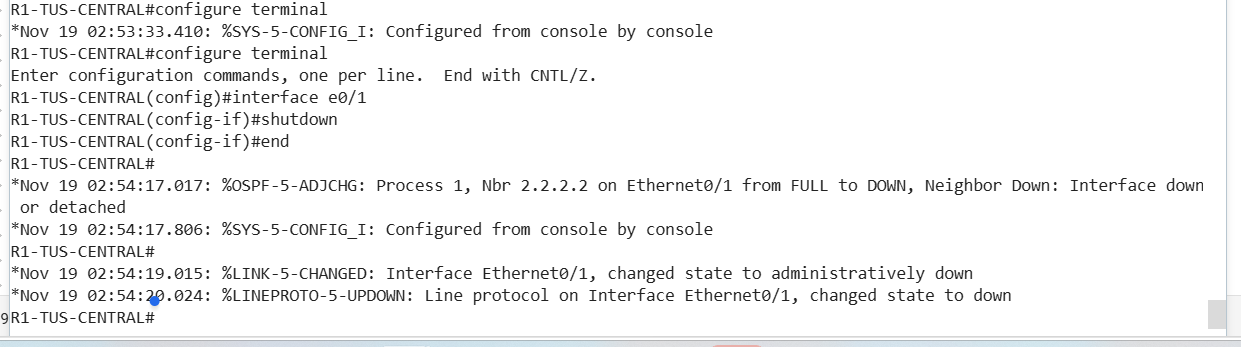 R1-TUS-CENTRAL#configure terminal
*Nov 19 02:53:33.410: %SYS-5-CONFIG_I: Configured from console by console
R1-TUS-CENTRAL#configure terminal
Enter configuration commands, one per line.  End with CNTL/Z.
R1-TUS-CENTRAL(config)#interface e0/1
R1-TUS-CENTRAL(config-if)#shutdown
R1-TUS-CENTRAL(config-if)#end
R1-TUS-CENTRAL#
*Nov 19 02:54:17.017: %OSPF-5-ADJCHG: Process 1, Nbr 2.2.2.2 on Ethernet0/1 from FULL to DOWN, Neighbor Down: Interface down
 or detached
*Nov 19 02:54:17.806: %SYS-5-CONFIG_I: Configured from console by console
R1-TUS-CENTRAL#
*Nov 19 02:54:19.015: %LINK-5-CHANGED: Interface Ethernet0/1, changed state to administratively down
*Nov 19 02:54:20.024: %LINEPROTO-5-UPDOWN: Line protocol on Interface Ethernet0/1, changed state to down
9R1-TUS-CENTRAL#